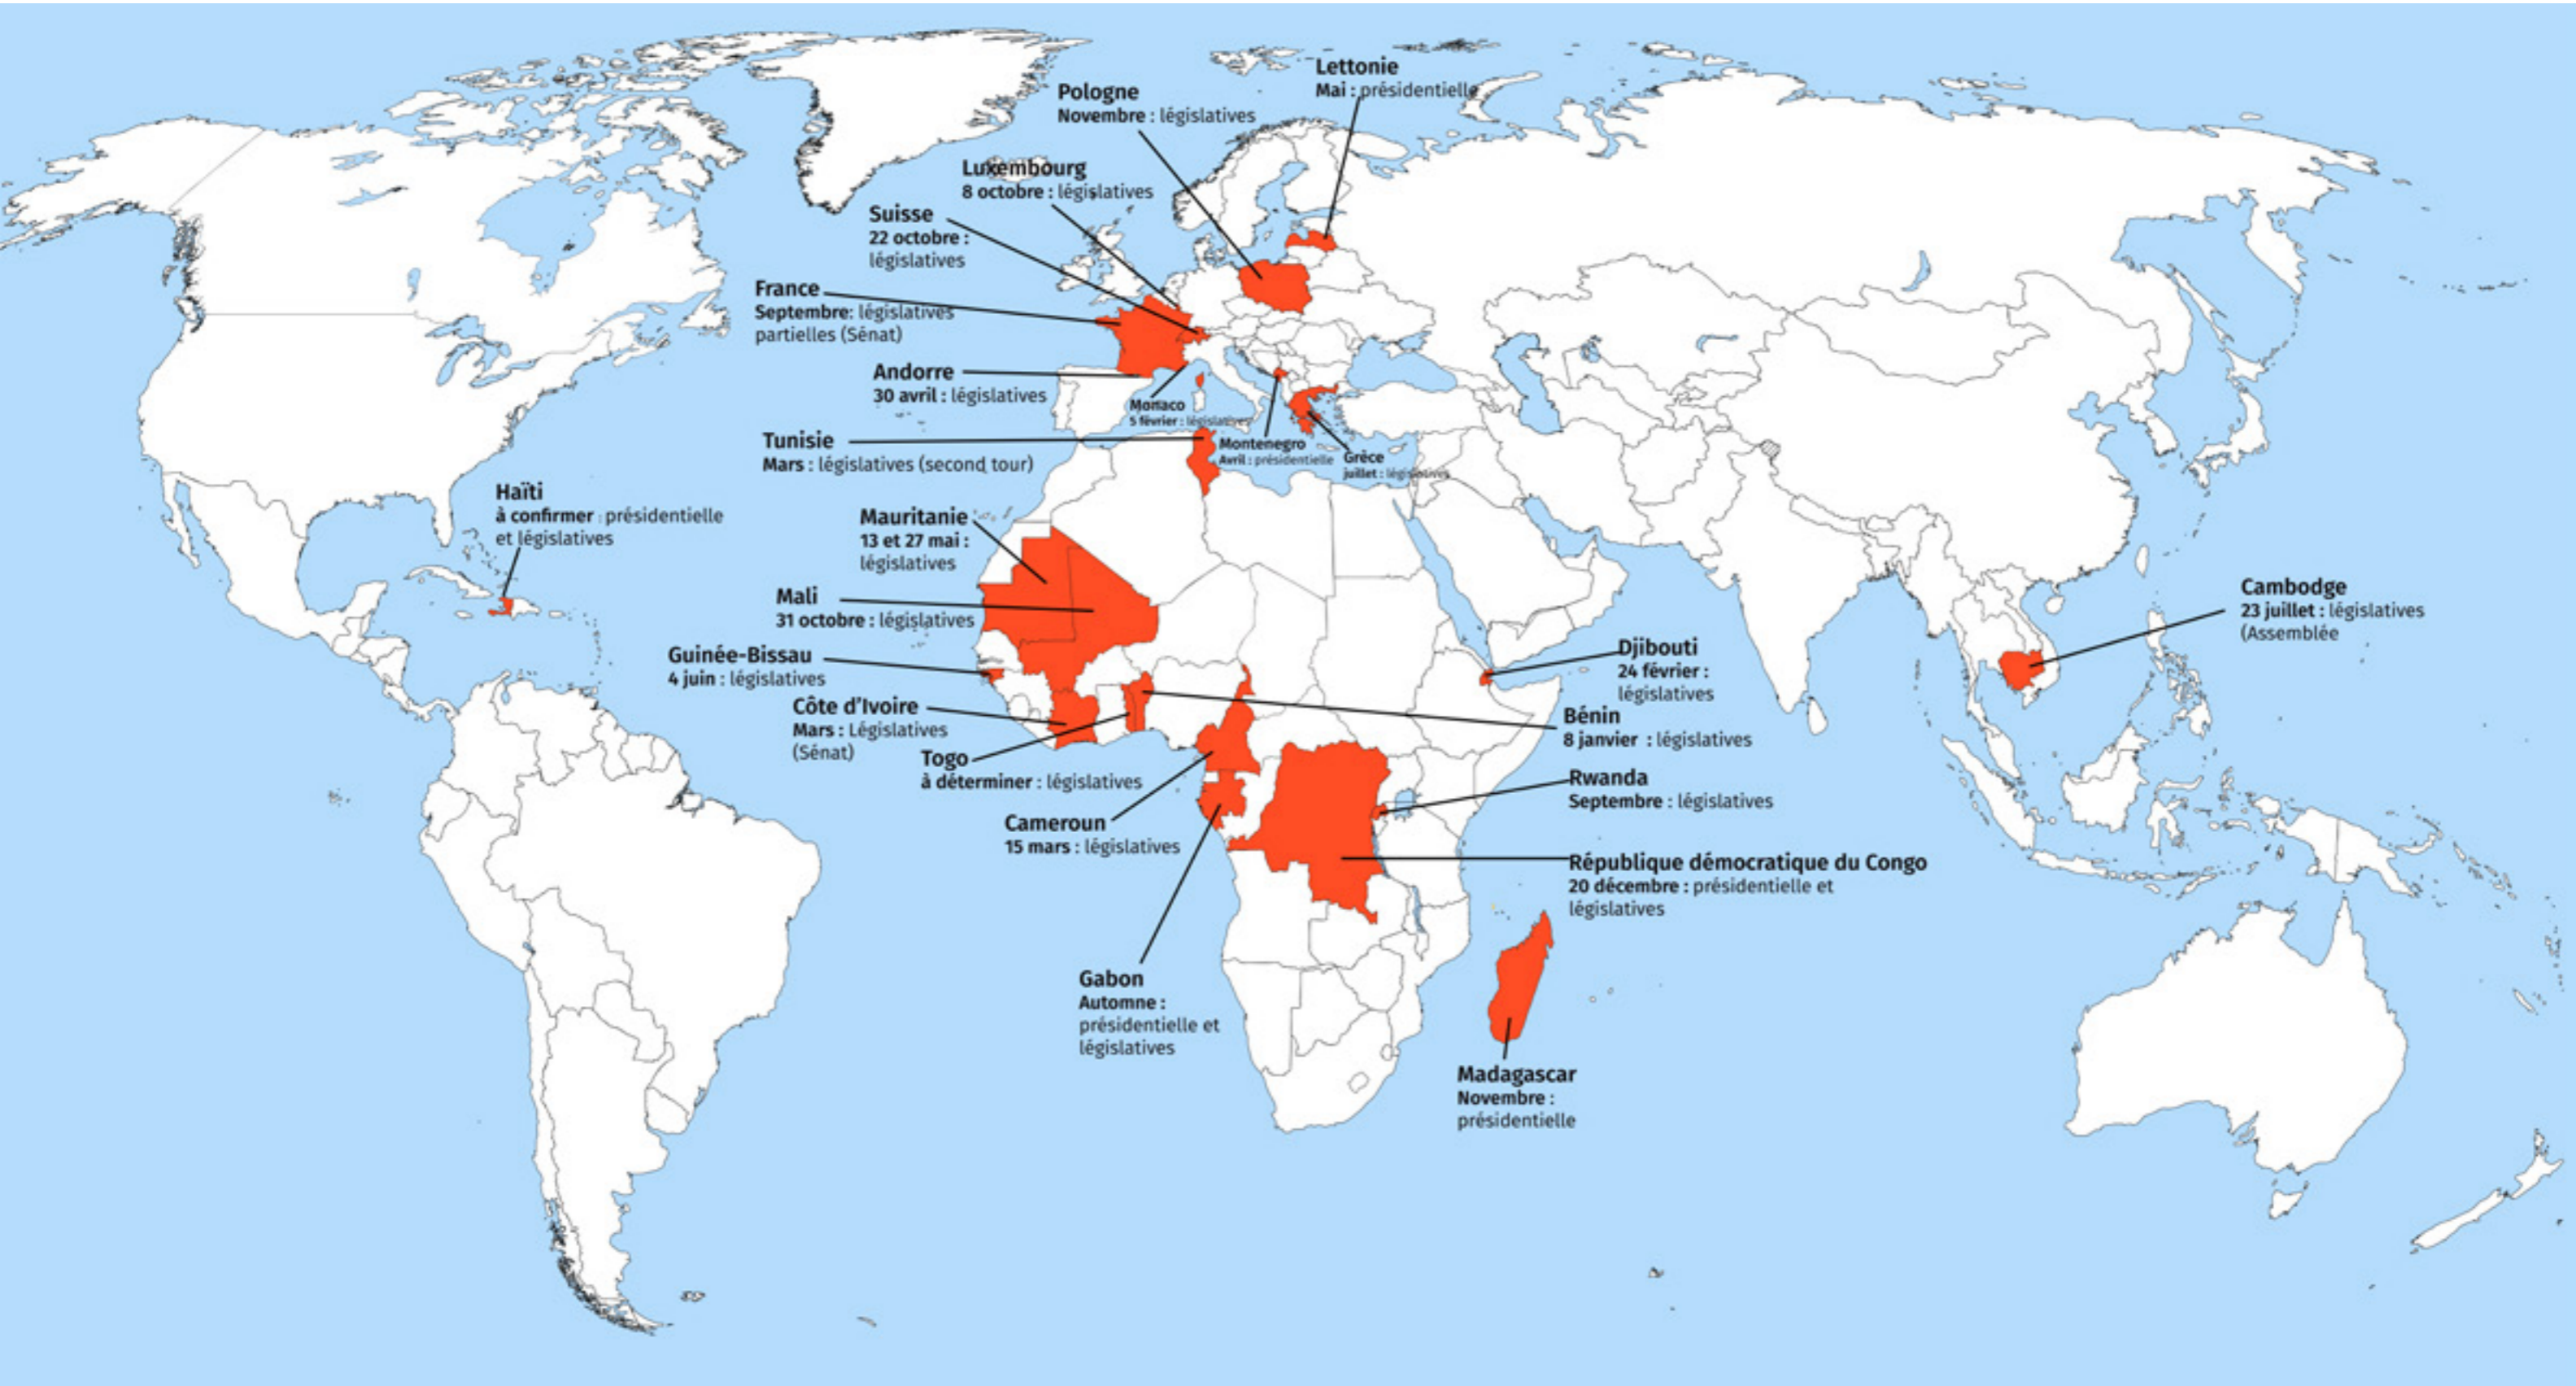 Lettonie
Mai : présidentielle
Pologne
Novembre : législatives
Luxembourg
8 octobre : législatives
Suisse
22 octobre :
législatives
France
Septembre: législatives
partielles (Sénat)
Andorre
30 avril : législatives
Monaco
5 février : législatives
Tunisie
Mars : législatives (second tour)
Montenegro
Avril : présidentielle
Grèce
juillet : législatives
Haïti
à confirmer : présidentielle
et législatives
Mauritanie
13 et 27 mai :
législatives
Mali
31 octobre : législatives
Guinée-Bissau
4 juin : législatives
Côte d'Ivoire
Mars : Législatives
(Sénat)
Togo
à déterminer : législatives
Cameroun
15 mars : législatives
Gabon
Automne :
présidentielle et
législatives
Cambodge
23 juillet : législatives
(Assemblée
Djibouti
24 février :
législatives
Bénin
8 janvier : législatives
Rwanda
Septembre : législatives
République démocratique du Congo
20 décembre : présidentielle et
législatives
Madagascar
Novembre :
présidentielle